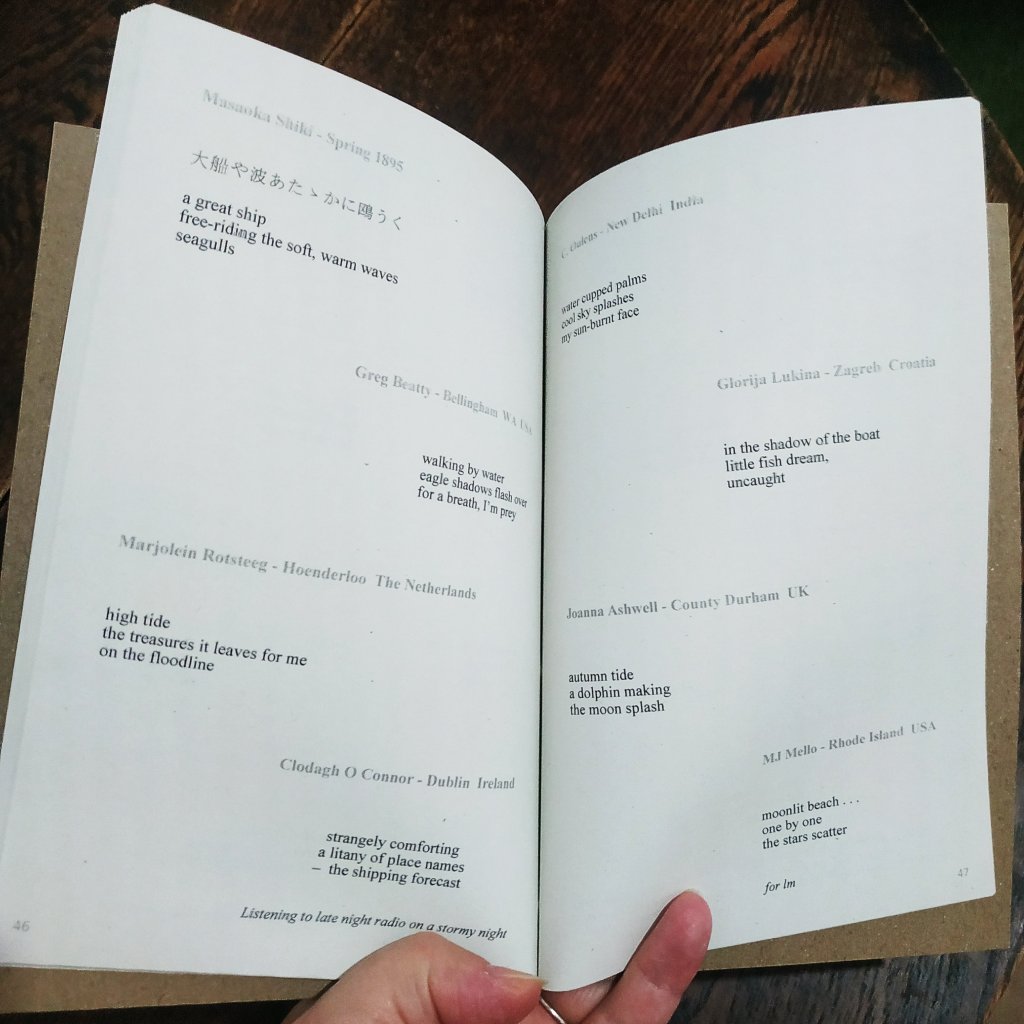 Masaoka Shiki - Spring 1895
大船や波あたゝかに鷗うく
a great ship
free-riding the soft, warm waves
seagulls
Greg Beatty - Bellingham WA USA
walking by water
eagle shadows flash over
for a breath, I'm prey
Marjolein Rotsteeg - Hoenderloo The Netherlands
high tide
the treasures it leaves for me
on the floodline
Clodagh O Connor - Dublin Ireland
strangely comforting
a litany of place names
– the shipping forecast
Listening to late night radio on a stormy night
46
- New Delhi India
water cupped palms
cool sky splashes
my sun-burnt face
Glorija Lukina - Zagreb Croatia
in the shadow of the boat
little fish dream,
uncaught
Joanna Ashwell - County Durham UK
autumn tide
a dolphin making
the moon splash
MJ Mello - Rhode Island USA
moonlit beach . . .
one by one
the stars scatter
for lm
47